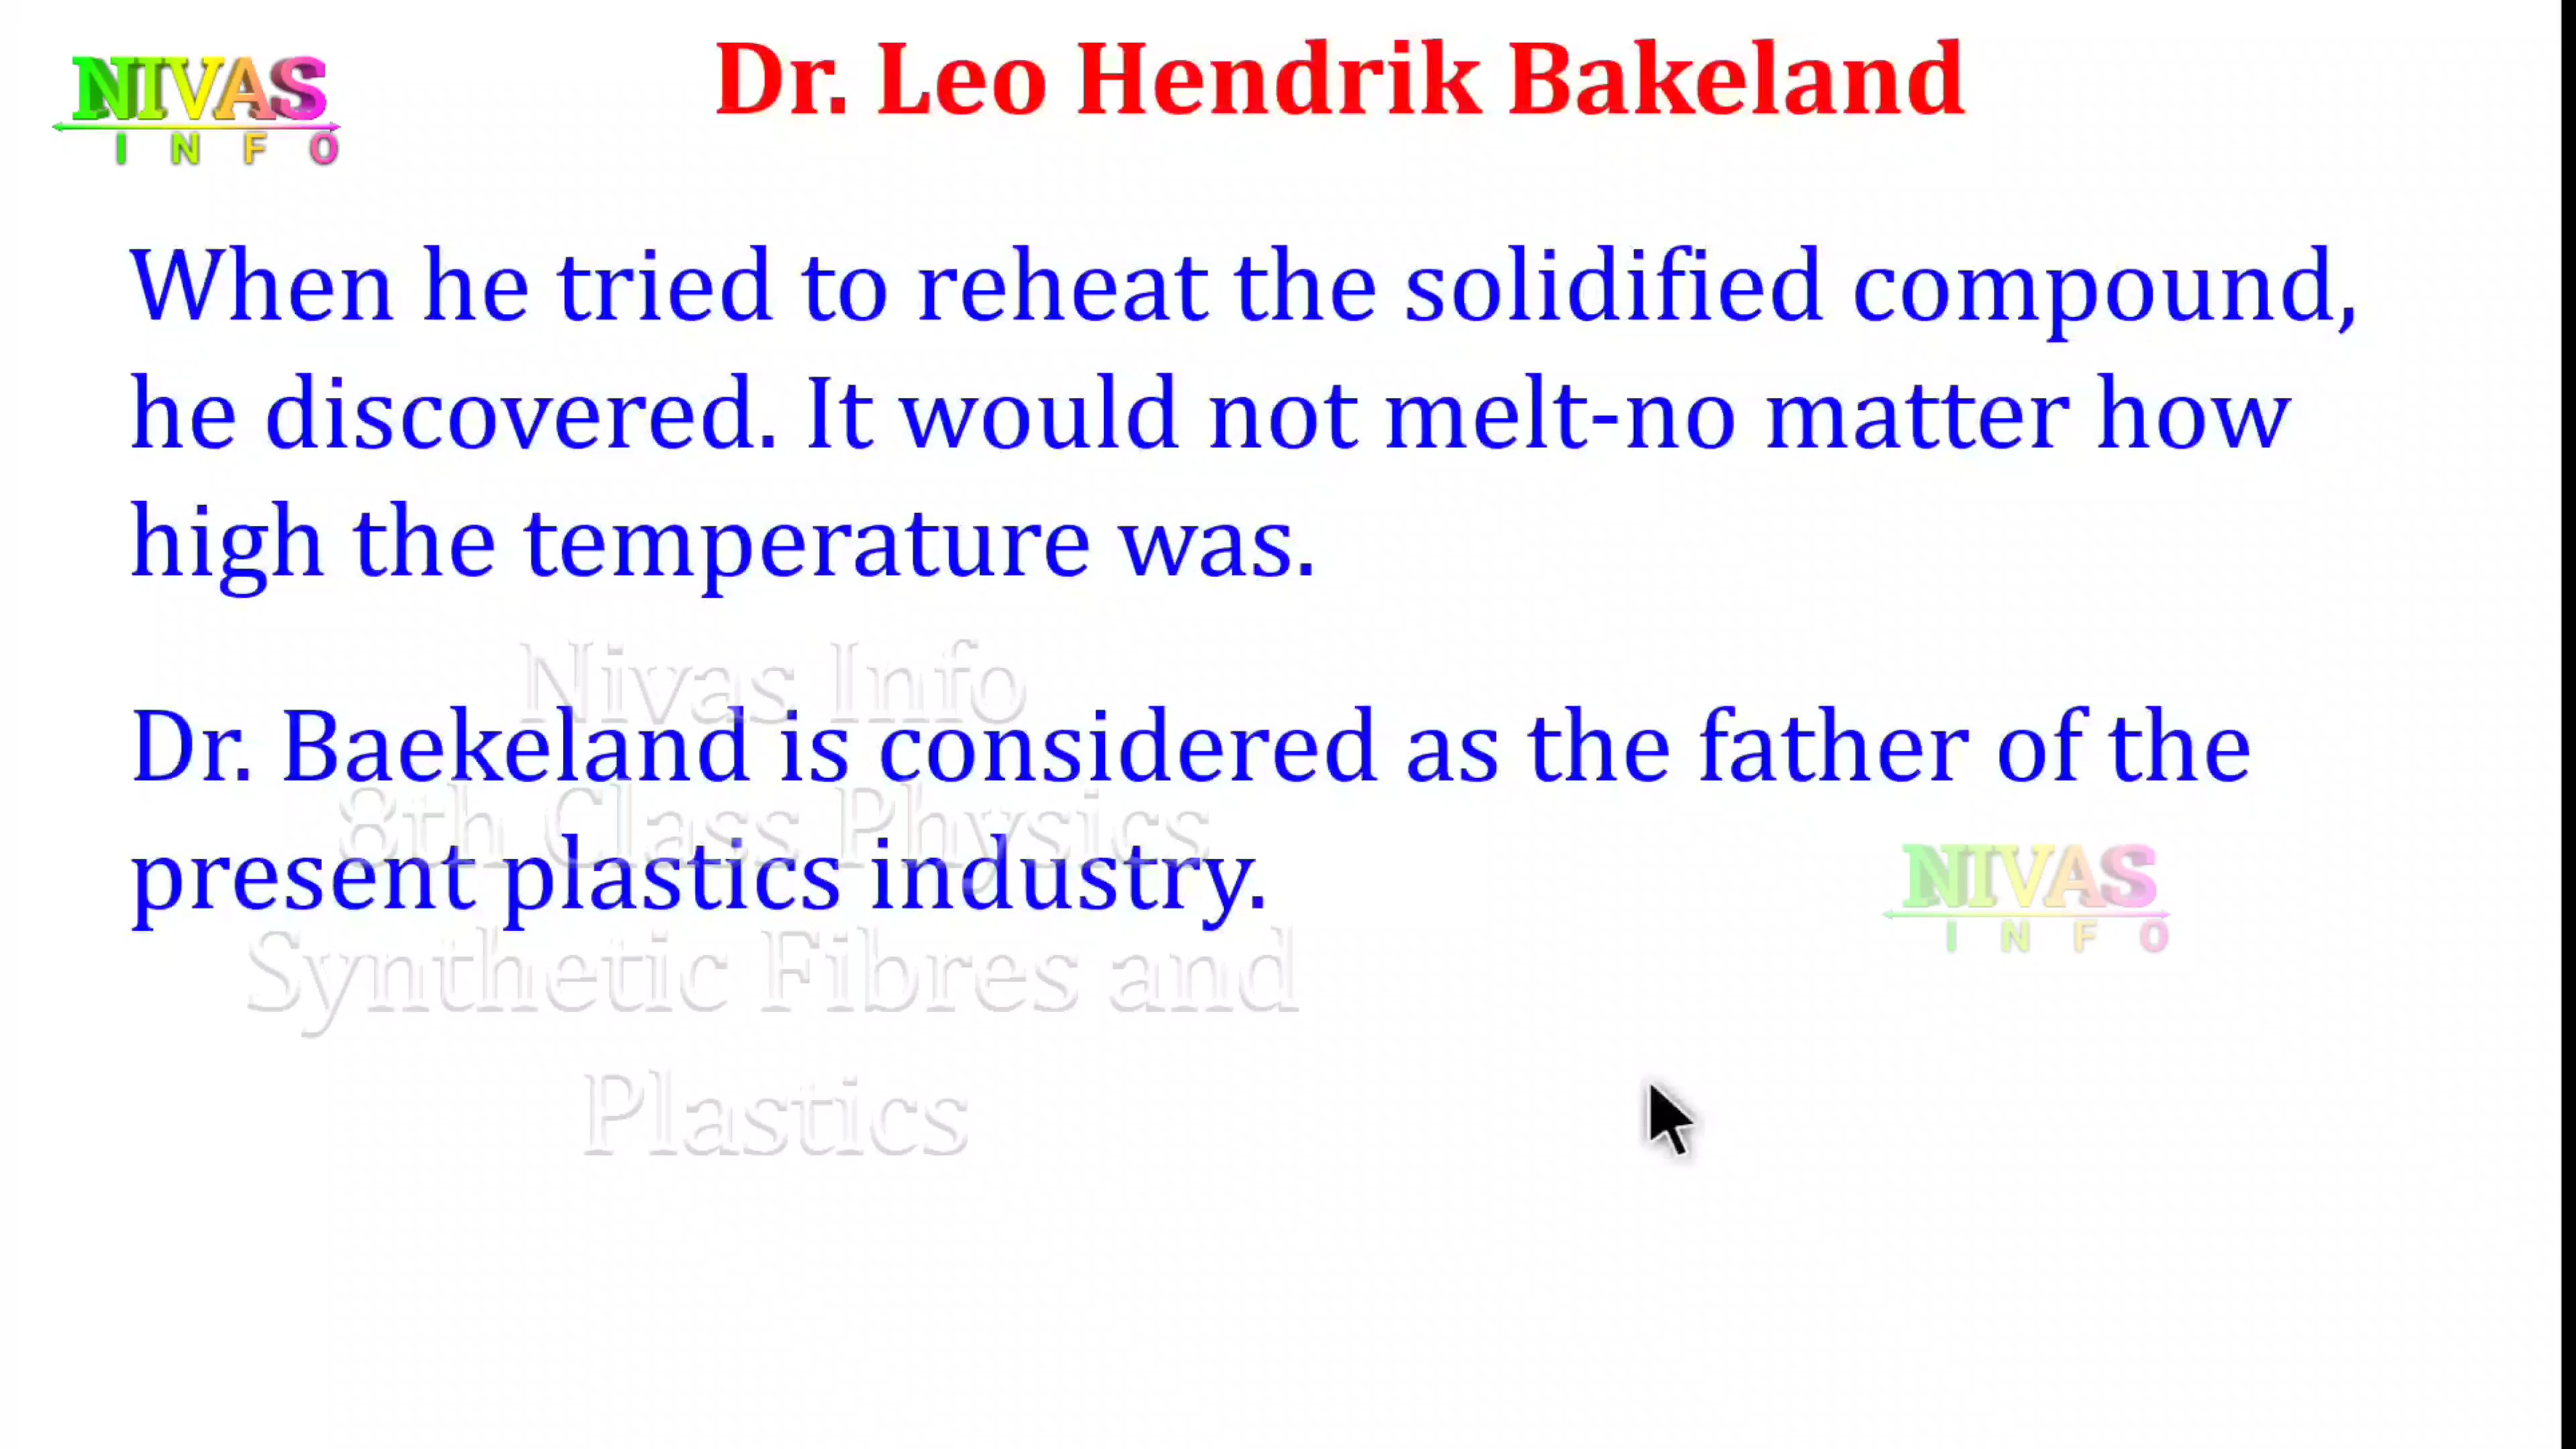 NIVAS
INFO
Dr. Leo Hendrik Bakeland
When he tried to reheat the solidified compound,
he discovered. It would not melt-no matter how
high the temperature was.
Nivas Info
Dr. Baekeland is considered as the father of the
8th Class Physics
present plastics industry.
NIVAS
INFO
Synthetic Fibres and
Plastics